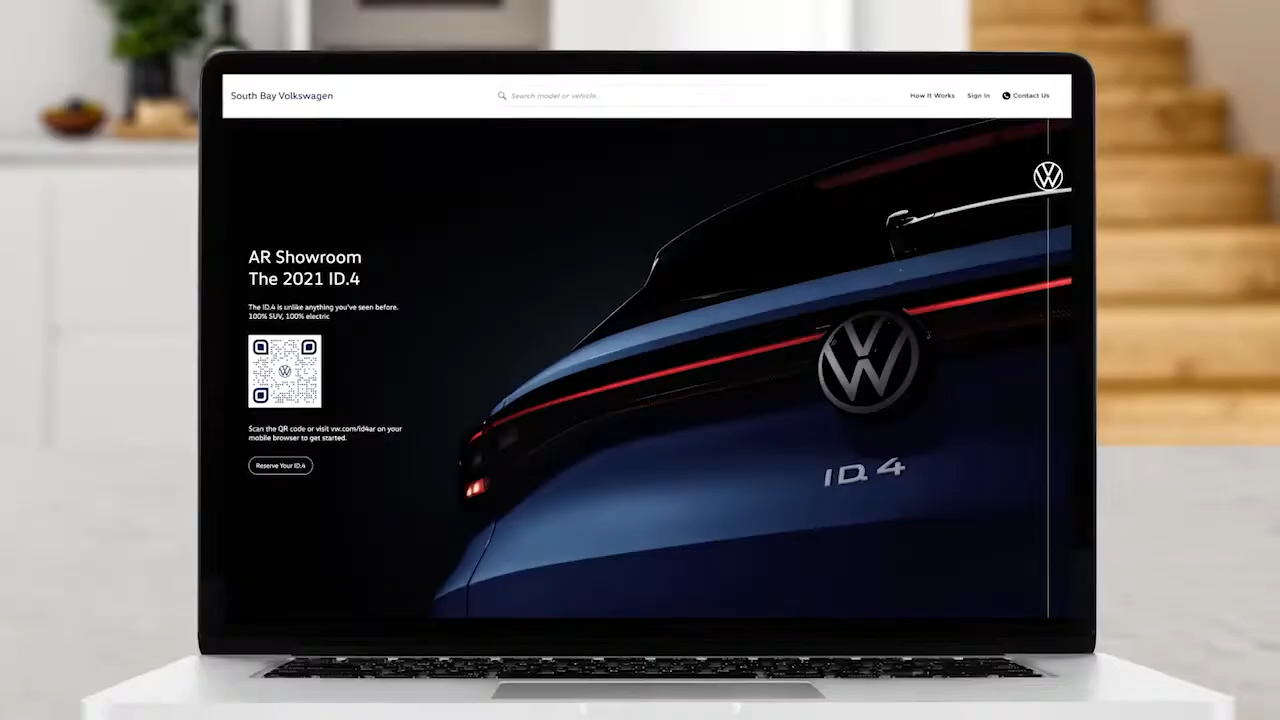 South Bay Volkswagen
Search model or vehicle.
How It Works
Sign In
Contact Us
AR Showroom
The 2021 ID.4
The ID.4 is unlike anything you've seen before.
100% SUV, 100% electric
Scan the QR code or visit vw.com/id4ar on your
mobile browser to get started.
Reserve Your ID.4
ID.4